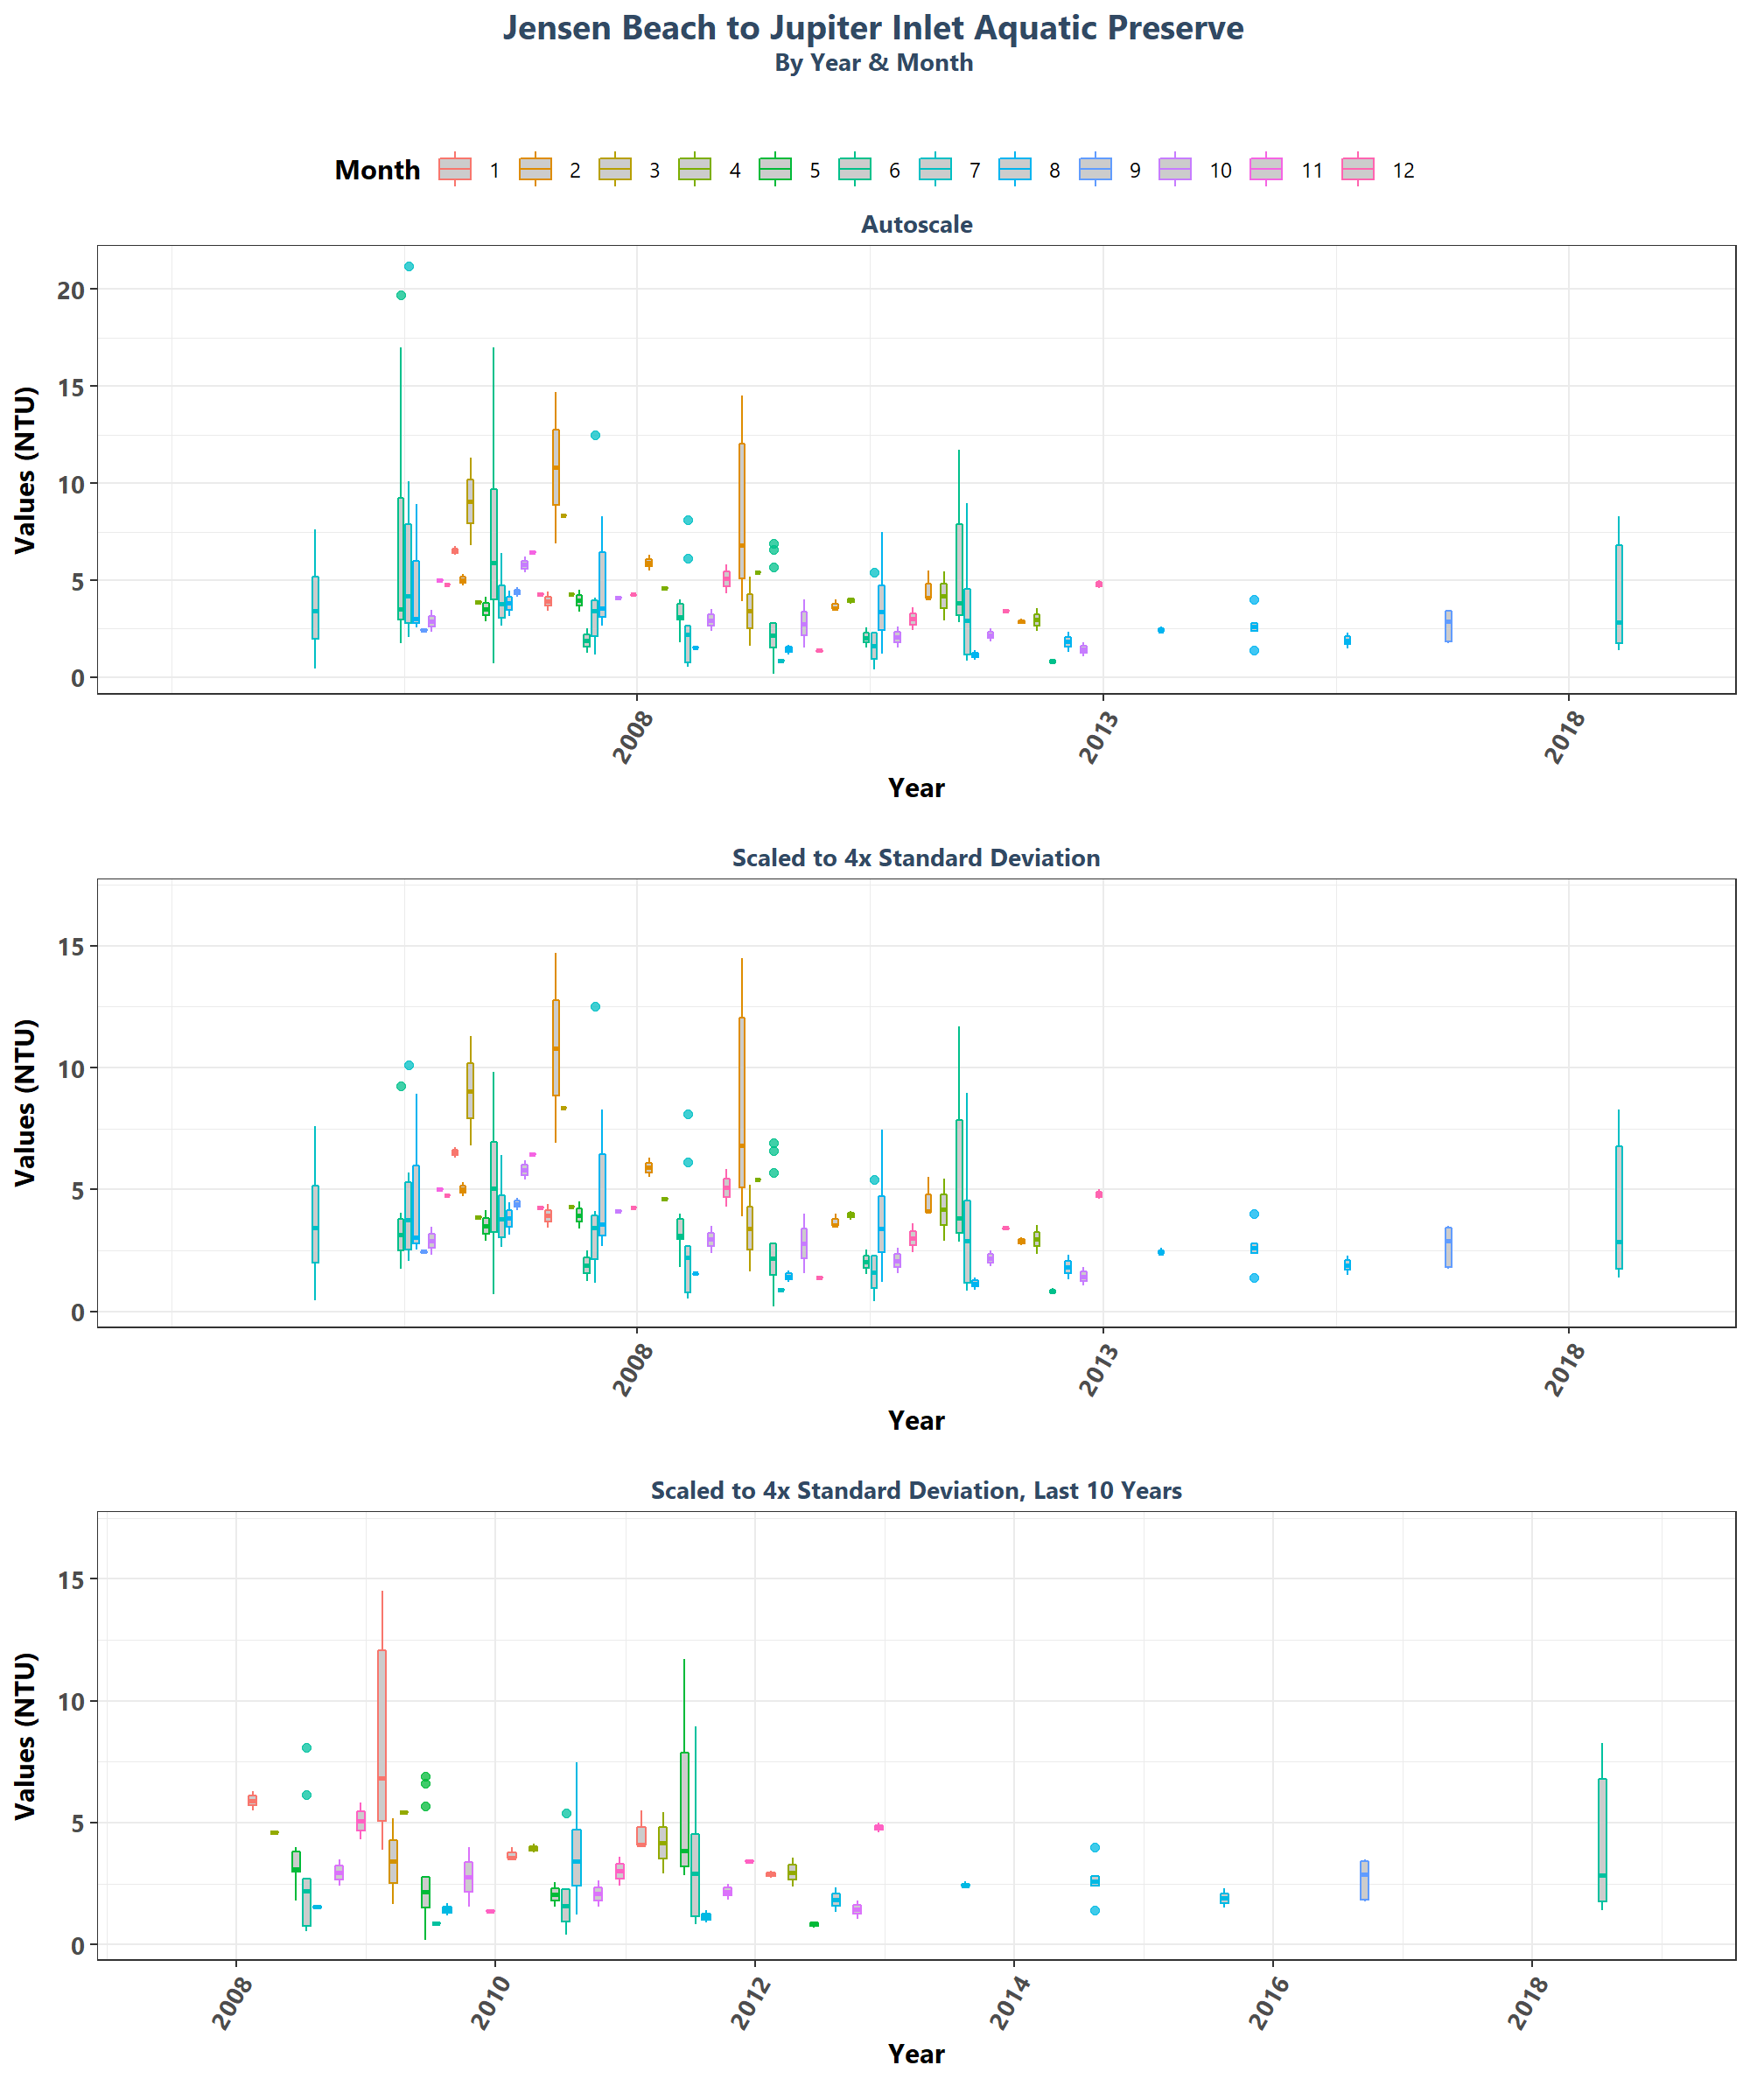 Jensen Beach to Jupiter Inlet Aquatic Preserve
By Year & Month
Month 1 2 3 4 5 6 7 8 9 10 11 12
Autoscale
Values (NTU)
20
15
10
5
0
2008 2013 2018
Year
Scaled to 4x Standard Deviation
Values (NTU)
15
10
5
0
2008 2013 2018
Year
Scaled to 4x Standard Deviation, Last 10 Years
Values (NTU)
15
10
5
0
2008 2010 2012 2014 2016 2018
Year